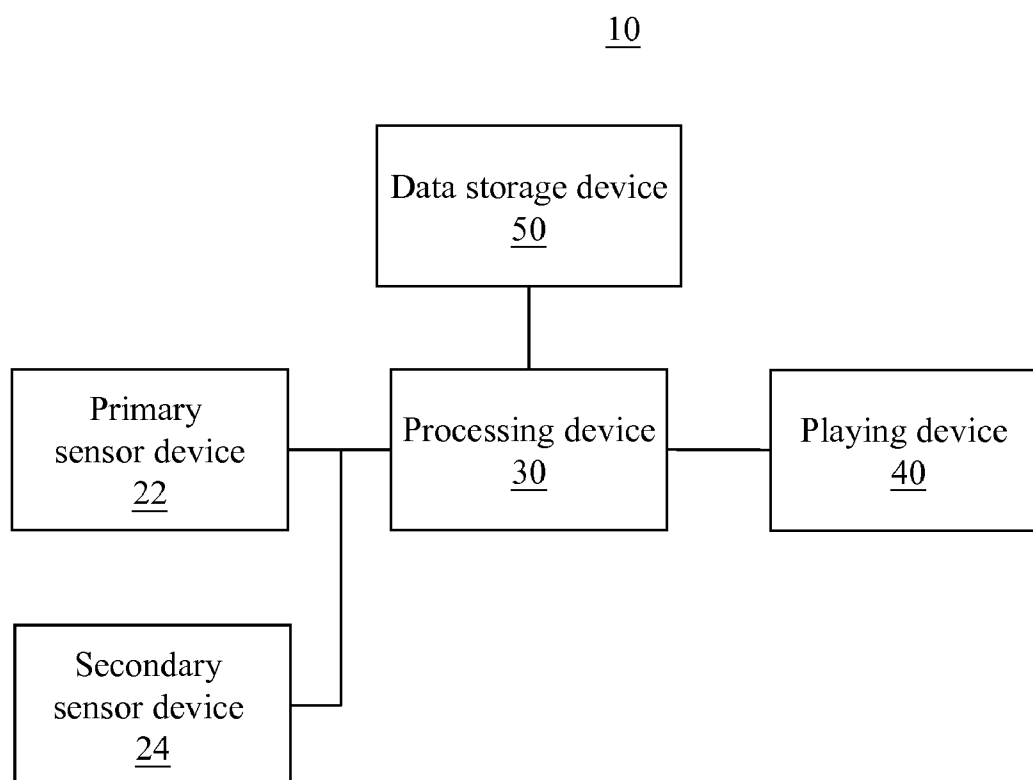 10
Data storage device
50
Primary
sensor device
22
Processing device
30
Playing device
40
Secondary
sensor device
24